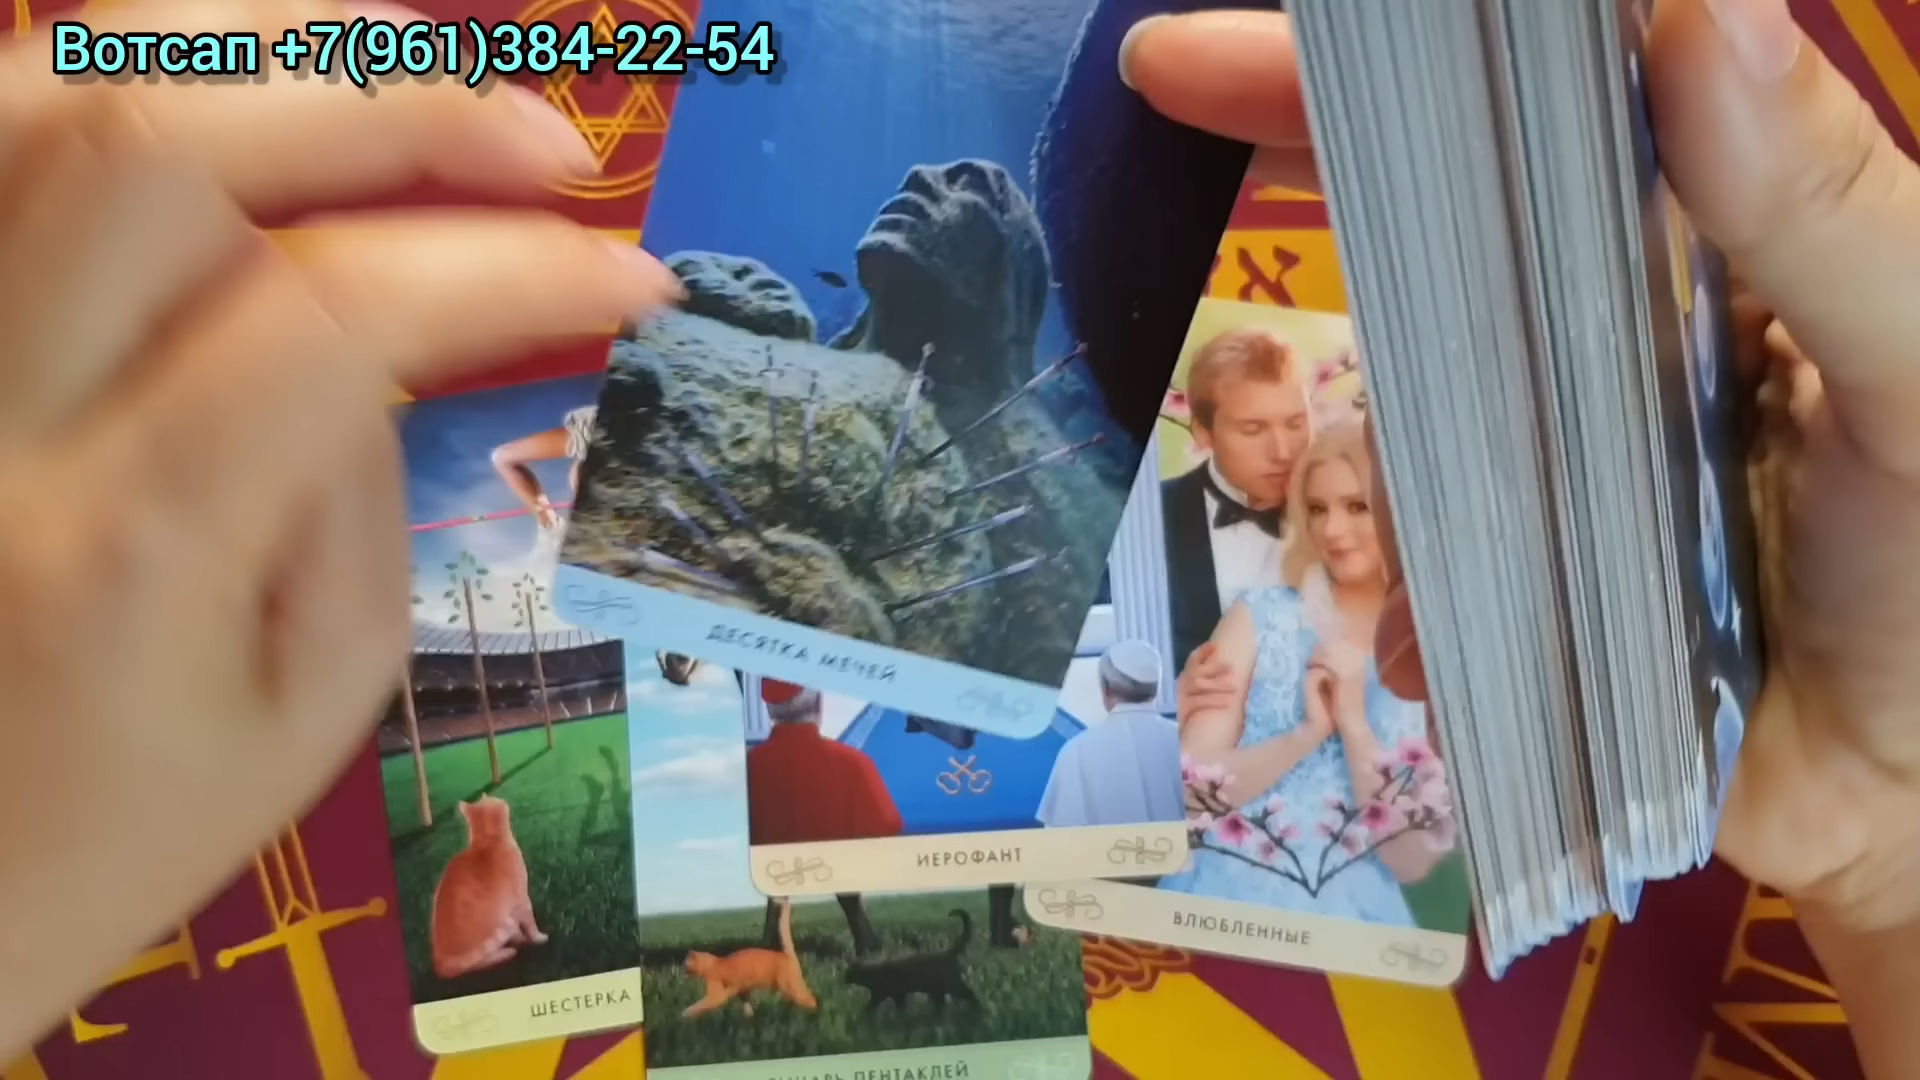 Вотсап +7(961)384-22-54
ДЕСЯТКА МЕЧЕЙ
ИЕРОФАНТ
ВЛЮБЛЕННЫЕ
ШЕСТЕРКА
ПЕНТАКЛЕЙ